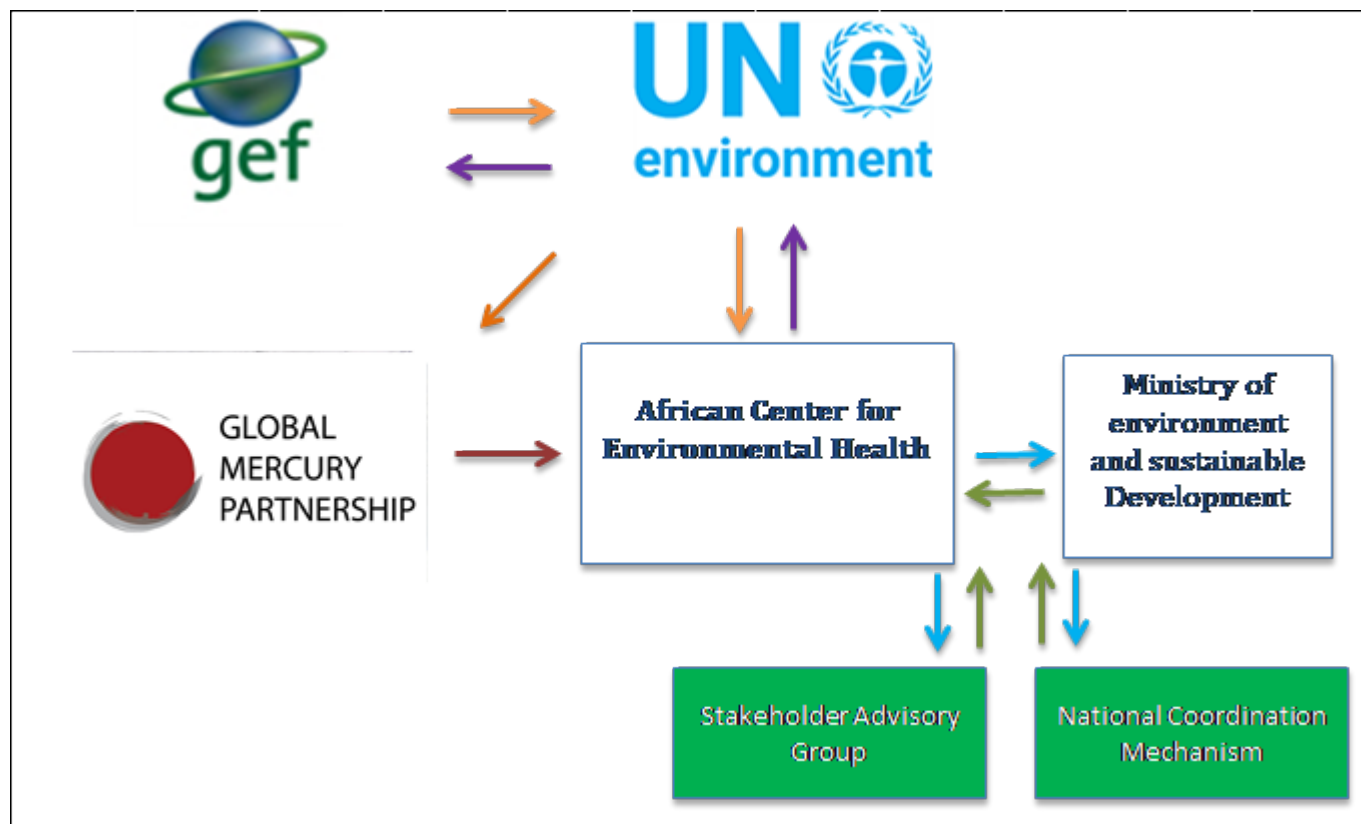 gef
UN
environment
GLOBAL
MERCURY
PARTNERSHIP
African Center for
Environmental Health
Ministry of
environment
and sustainable
Development
Stakeholder Advisory
Group
National Coordination
Mechanism